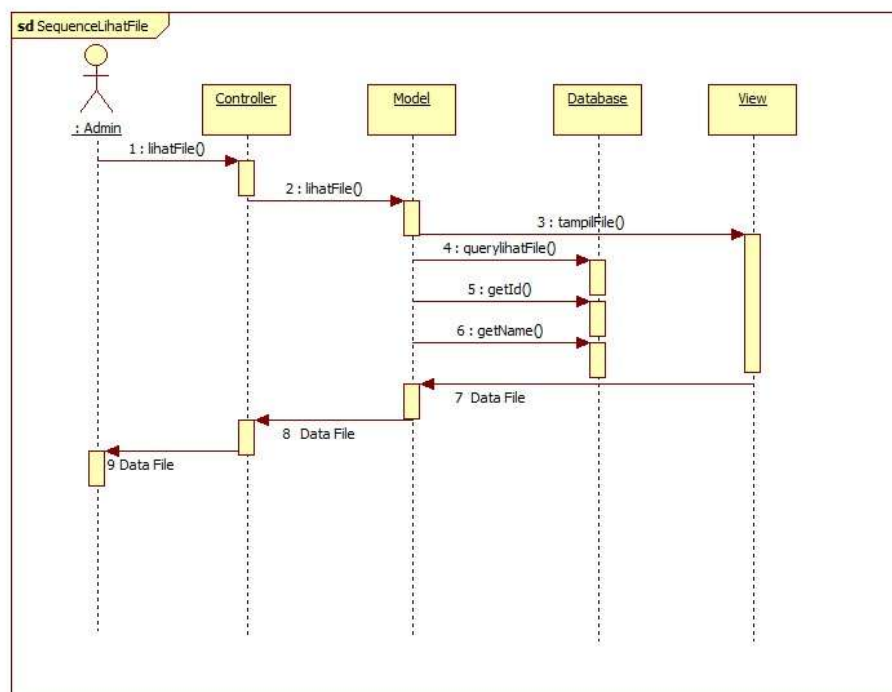 sd SequenceLihatFile
: Admin
Controller
Model
Database
View
1 : lihatFile()
2 : lihatFile()
3 : tampilFile()
4 : querylihatFile()
5 : getId()
6 : getName()
7 Data File
8 Data File
9 Data File